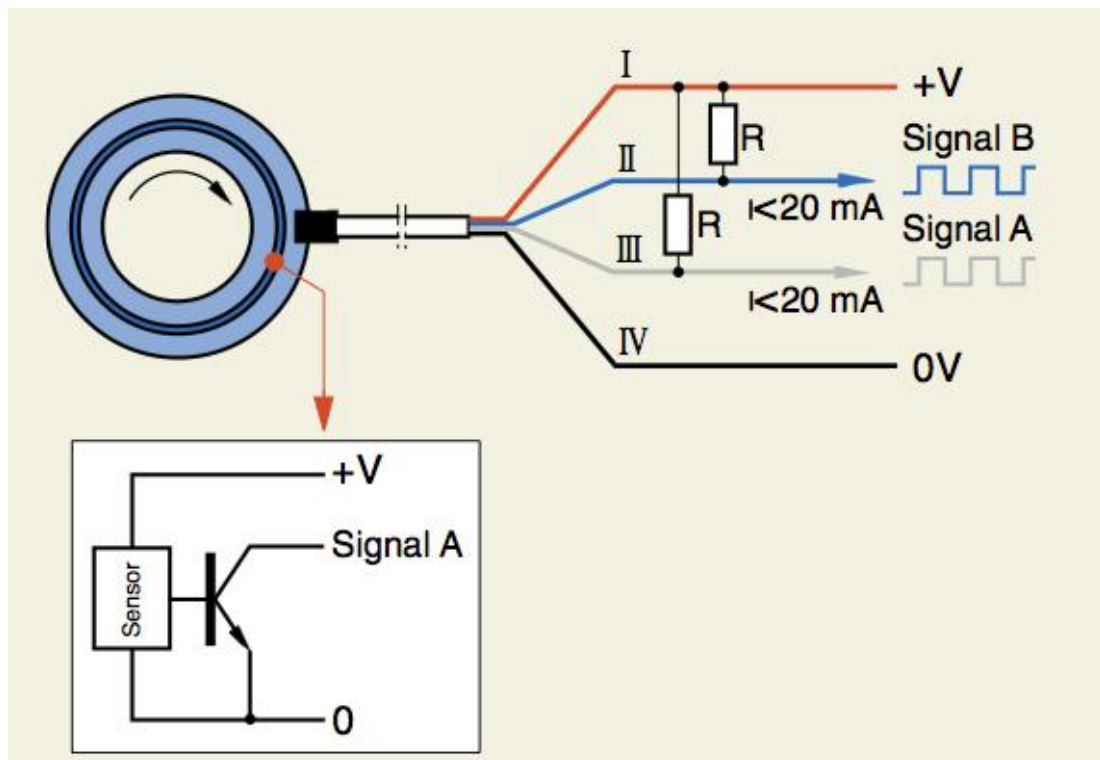 I
+V
R
Signal B
II
I<20 mA
R
Signal A
III
I<20 mA
IV
0V
+V
Signal A
Sensor
0